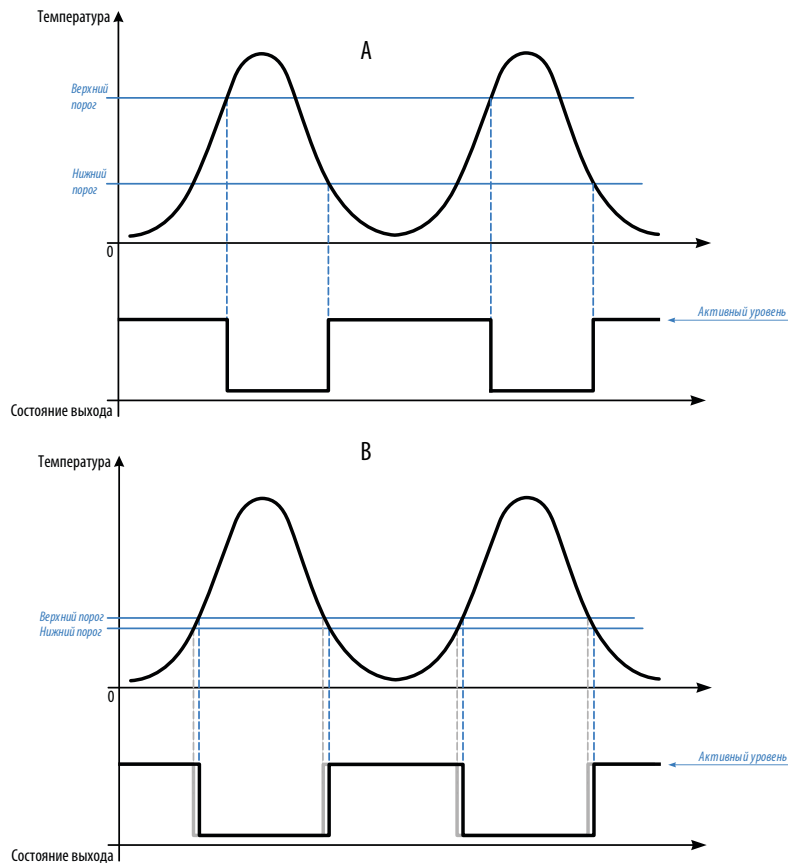 Температура
A
Верхний
порог
Нижний
порог
0
Активный уровень
Состояние выхода
B
Температура
Верхний порог
Нижний порог
0
Активный уровень
Состояние выхода